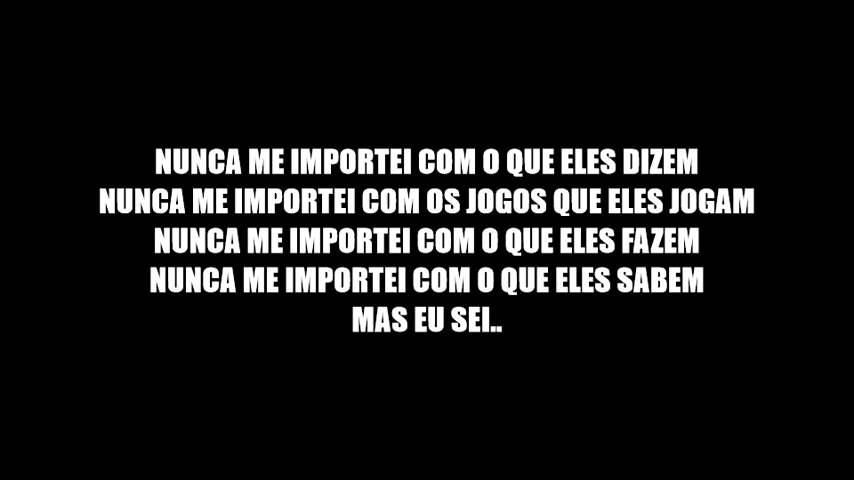 NUNCA ME IMPORTEI COM O QUE ELES DIZEM
NUNCA ME IMPORTEI COM OS JOGOS QUE ELES JOGAM
NUNCA ME IMPORTEI COM O QUE ELES FAZEM
NUNCA ME IMPORTEI COM O QUE ELES SABEM
MAS EU SEI..